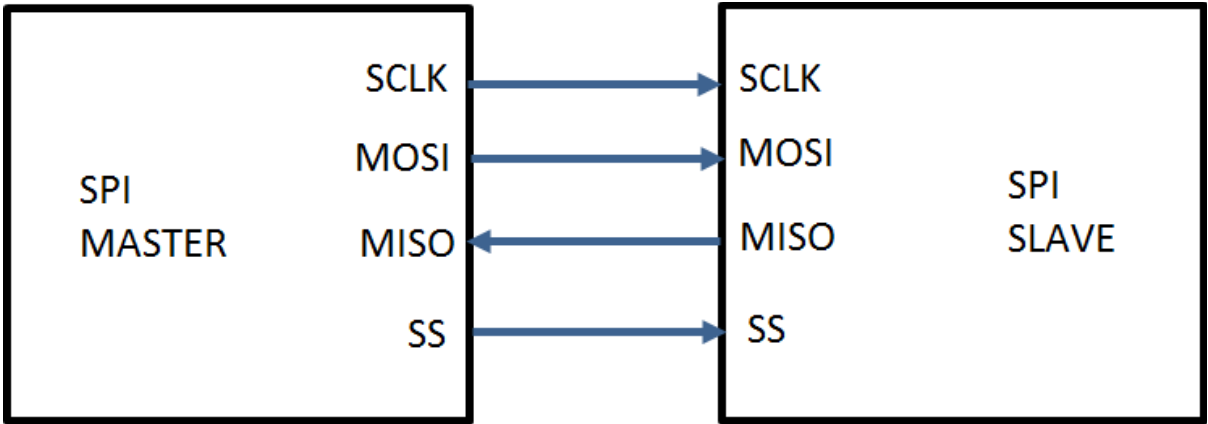 SPI
MASTER
SCLK
MOSI
MISO
SS
SCLK
MOSI
MISO
SS
SPI
SLAVE